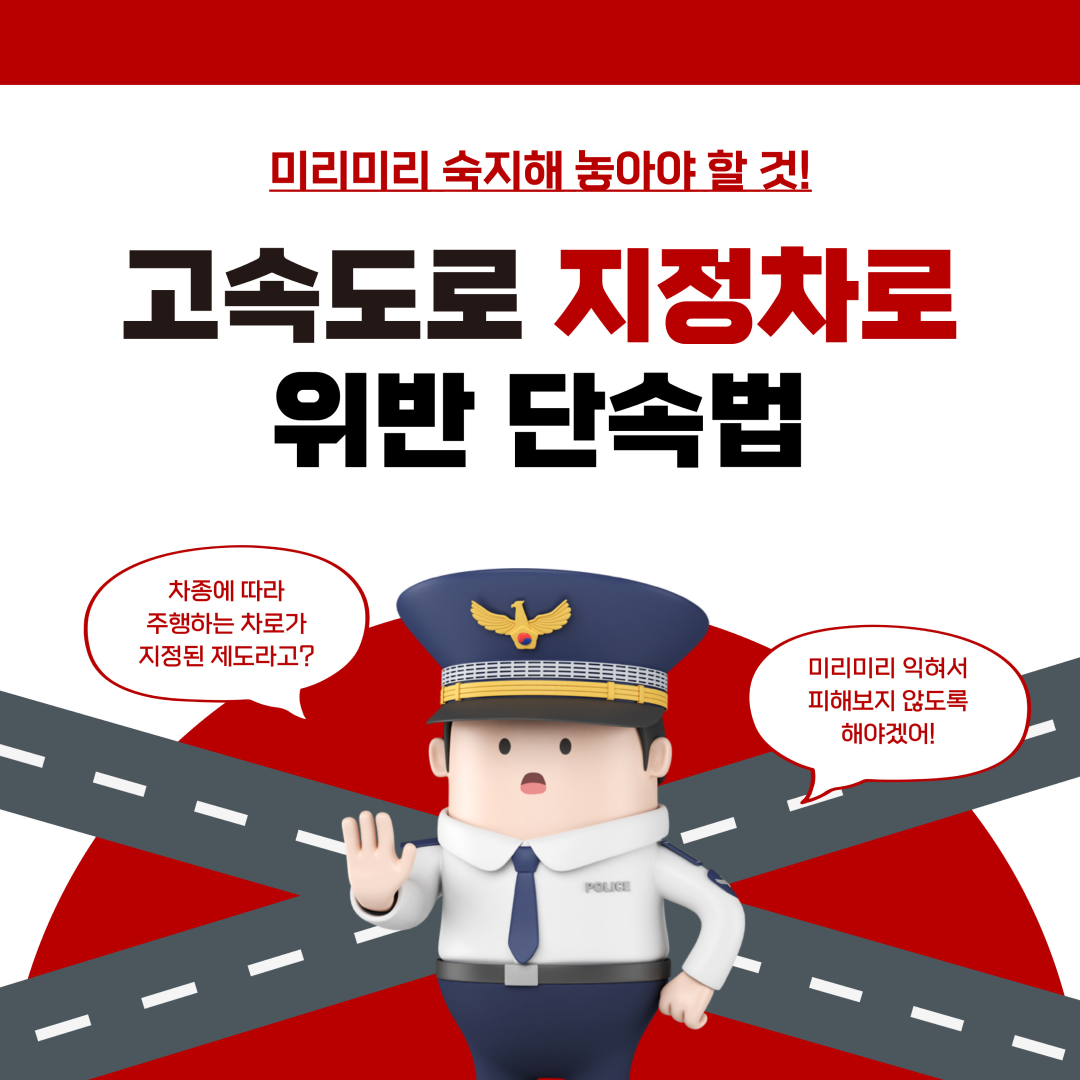 미리미리 숙지해 놓아야 할 것!
고속도로 지정차로
위반 단속법
차종에 따라
주행하는 차로가
지정된 제도라고?
미리미리 익혀서
피해보지 않도록
해야겠어!
POLICE